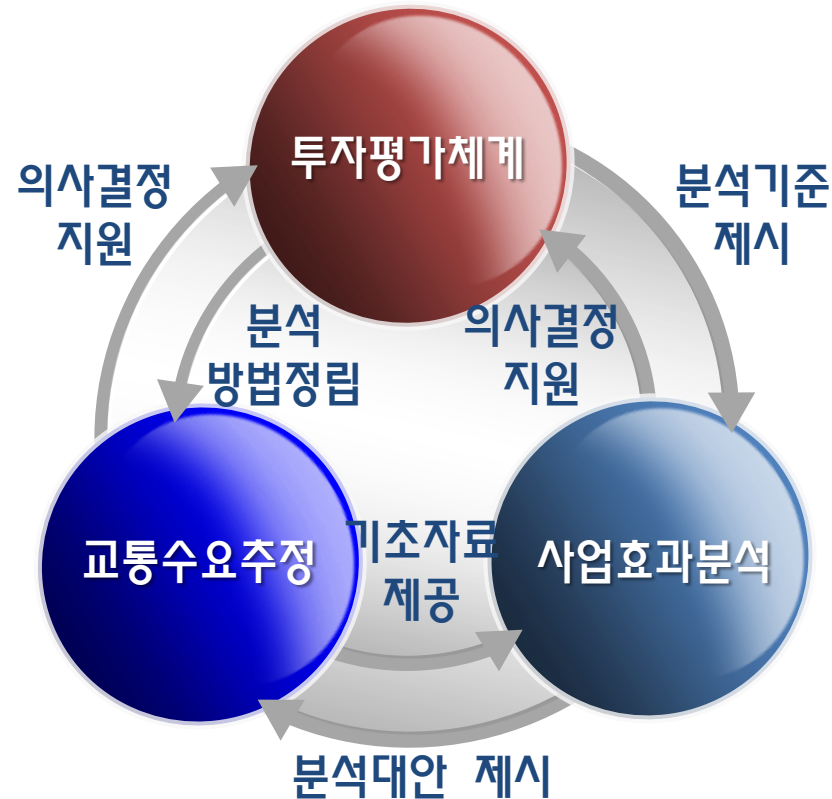 투자평가체계
의사결정
지원
분석기준
제시
분석
방법정립
의사결정
지원
교통수요추정
기초자료
제공
사업효과분석
분석대안 제시